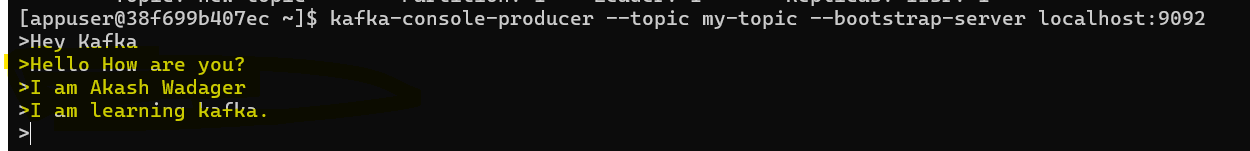 [appuser@38f699b407ec ~]$ kafka-console-producer --topic my-topic --bootstrap-server localhost:9092
>Hey Kafka
>Hello How are you?
>I am Akash Wadager
>I am learning kafka.
>